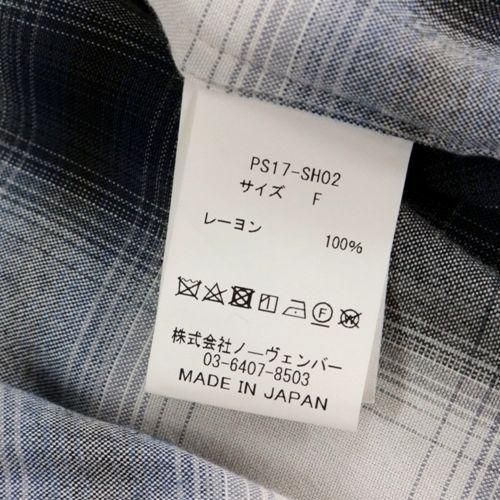 PS17-SH02
サイズ F
レーヨン 100%
F W
株式会社ノーヴェンバー
03-6407-8503
MADE IN JAPAN